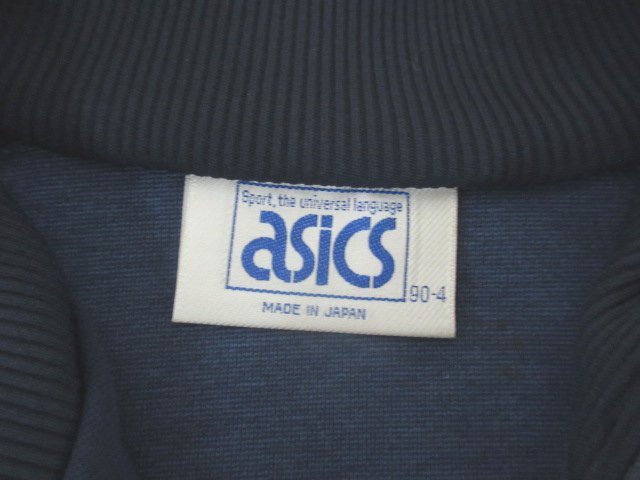 Sport, the universal language
asics
90-4
MADE IN JAPAN